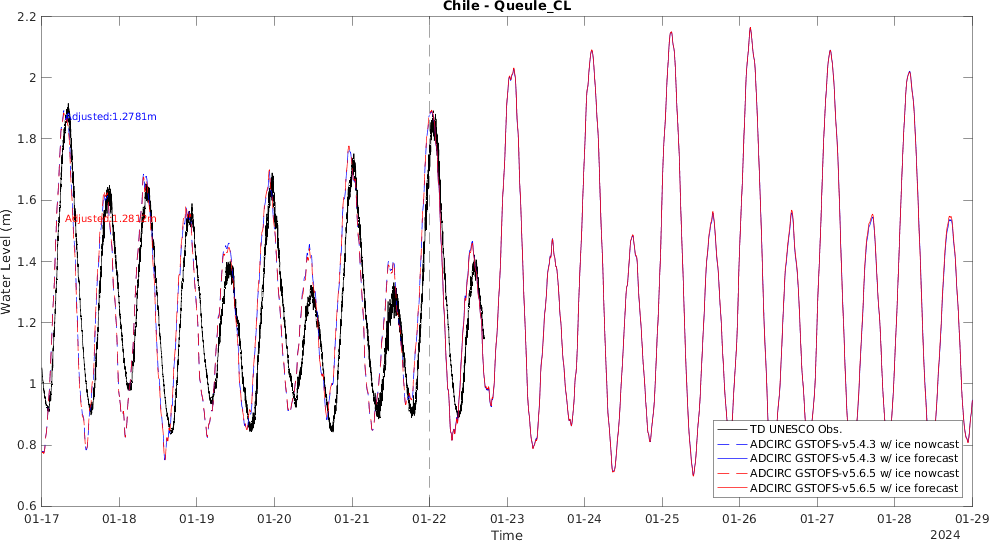 Chile - Queule_CL
Water Level (m)
2.2
2
1.8
1.6
1.4
1.2
1
0.8
0.6
Adjusted:1.2781m
Adjusted:1.2812m
TD UNESCO Obs.
ADCIRC GSTOFS-v5.4.3 w/ ice nowcast
ADCIRC GSTOFS-v5.4.3 w/ ice forecast
ADCIRC GSTOFS-v5.6.5 w/ ice nowcast
ADCIRC GSTOFS-v5.6.5 w/ ice forecast
01-17 01-18 01-19 01-20 01-21 01-22 01-23 01-24 01-25 01-26 01-27 01-28 01-29
Time
2024